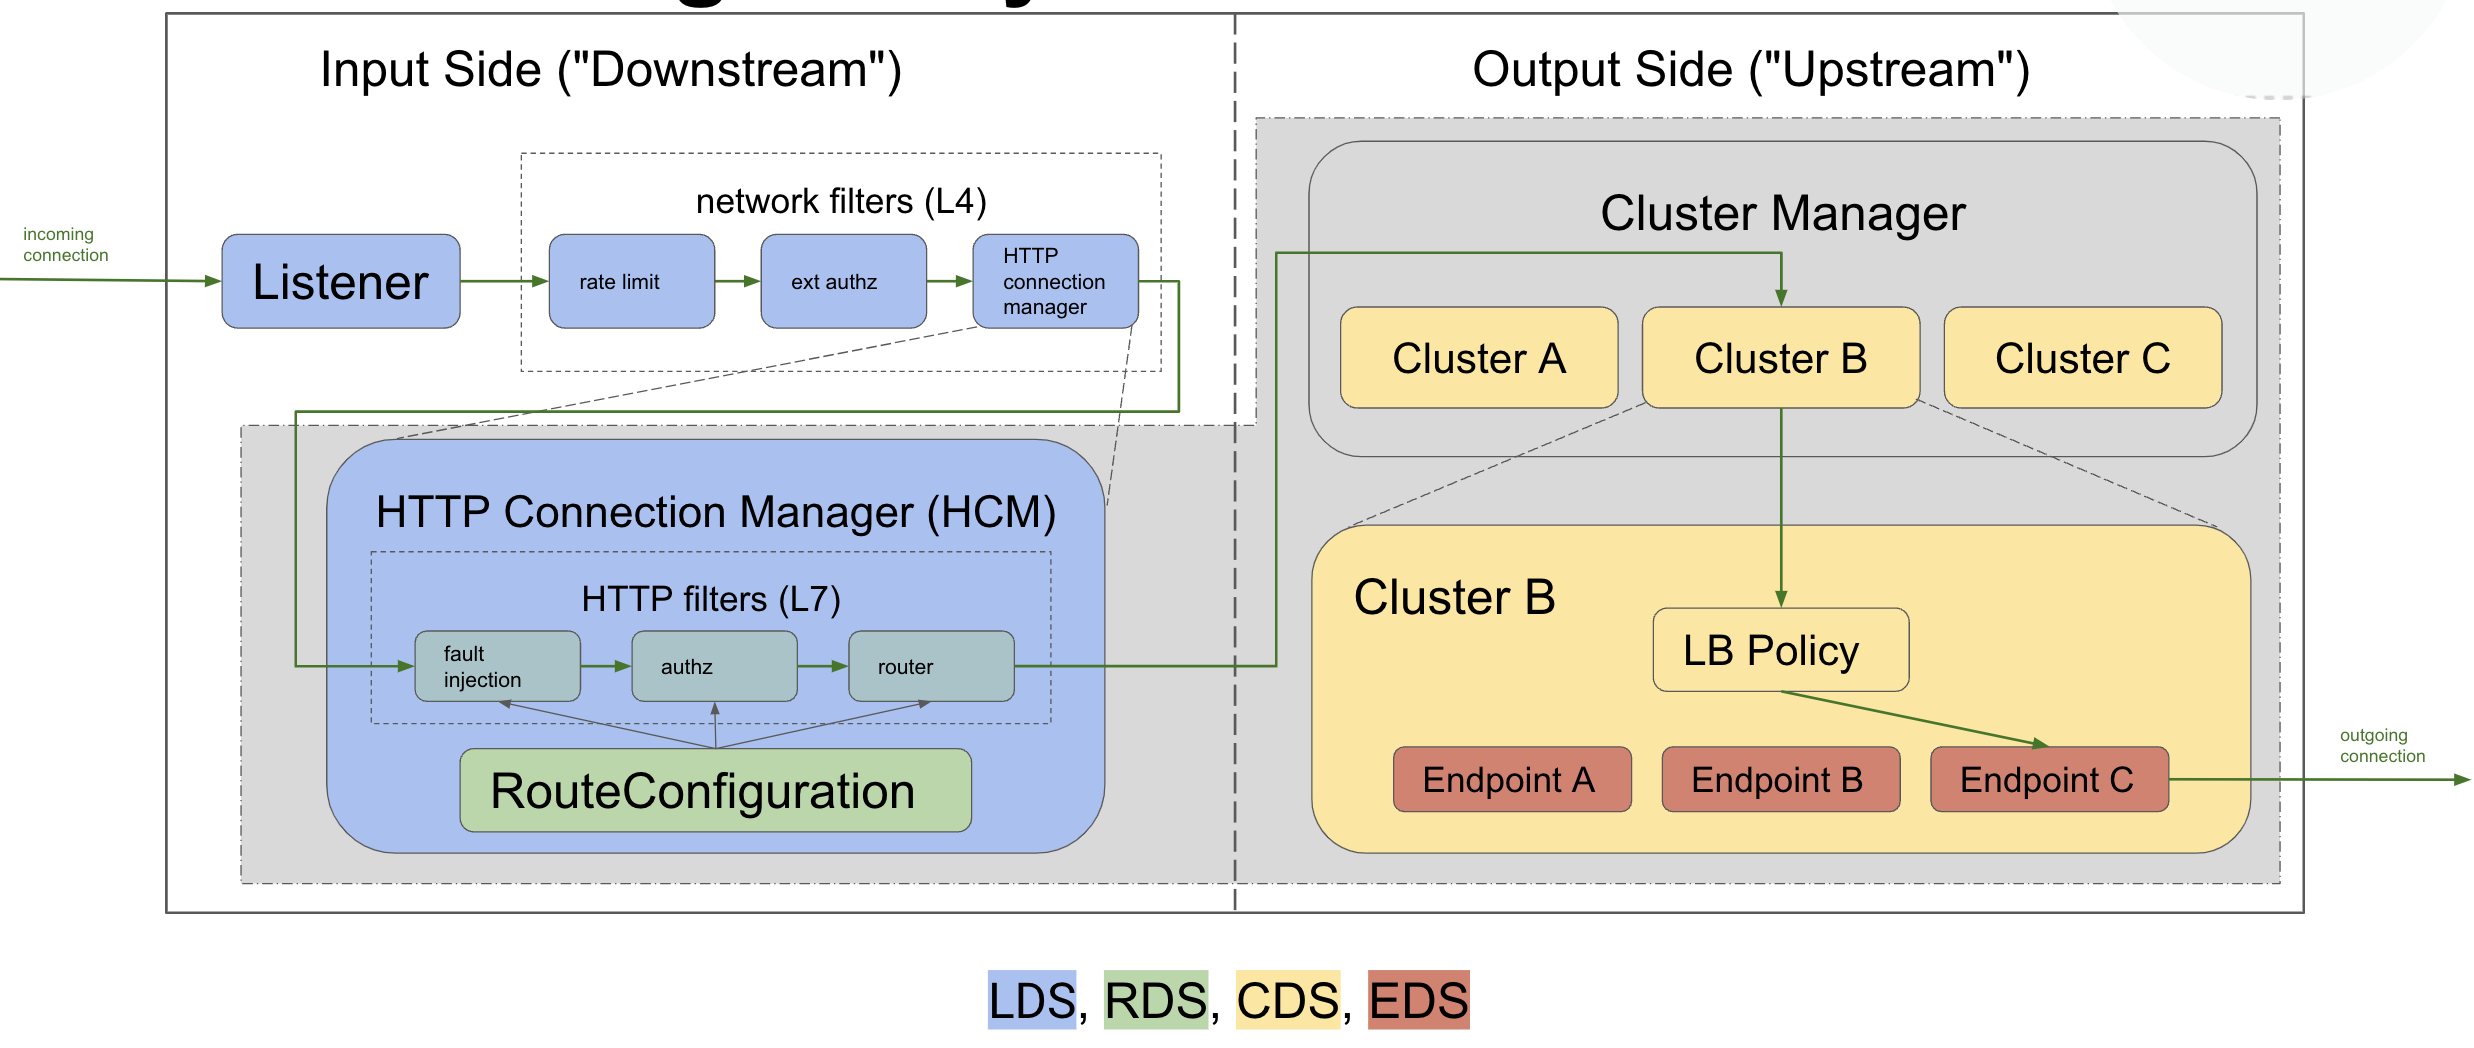 Input Side ("Downstream")
Output Side ("Upstream")
network filters (L4)
Cluster Manager
incoming
connection
Listener
rate limit
ext authz
HTTP
connection
manager
Cluster A
Cluster B
Cluster C
HTTP Connection Manager (HCM)
HTTP filters (L7)
fault
injection
authz
router
RouteConfiguration
Cluster B
LB Policy
Endpoint A
Endpoint B
Endpoint C
outgoing
connection
LDS, RDS, CDS, EDS